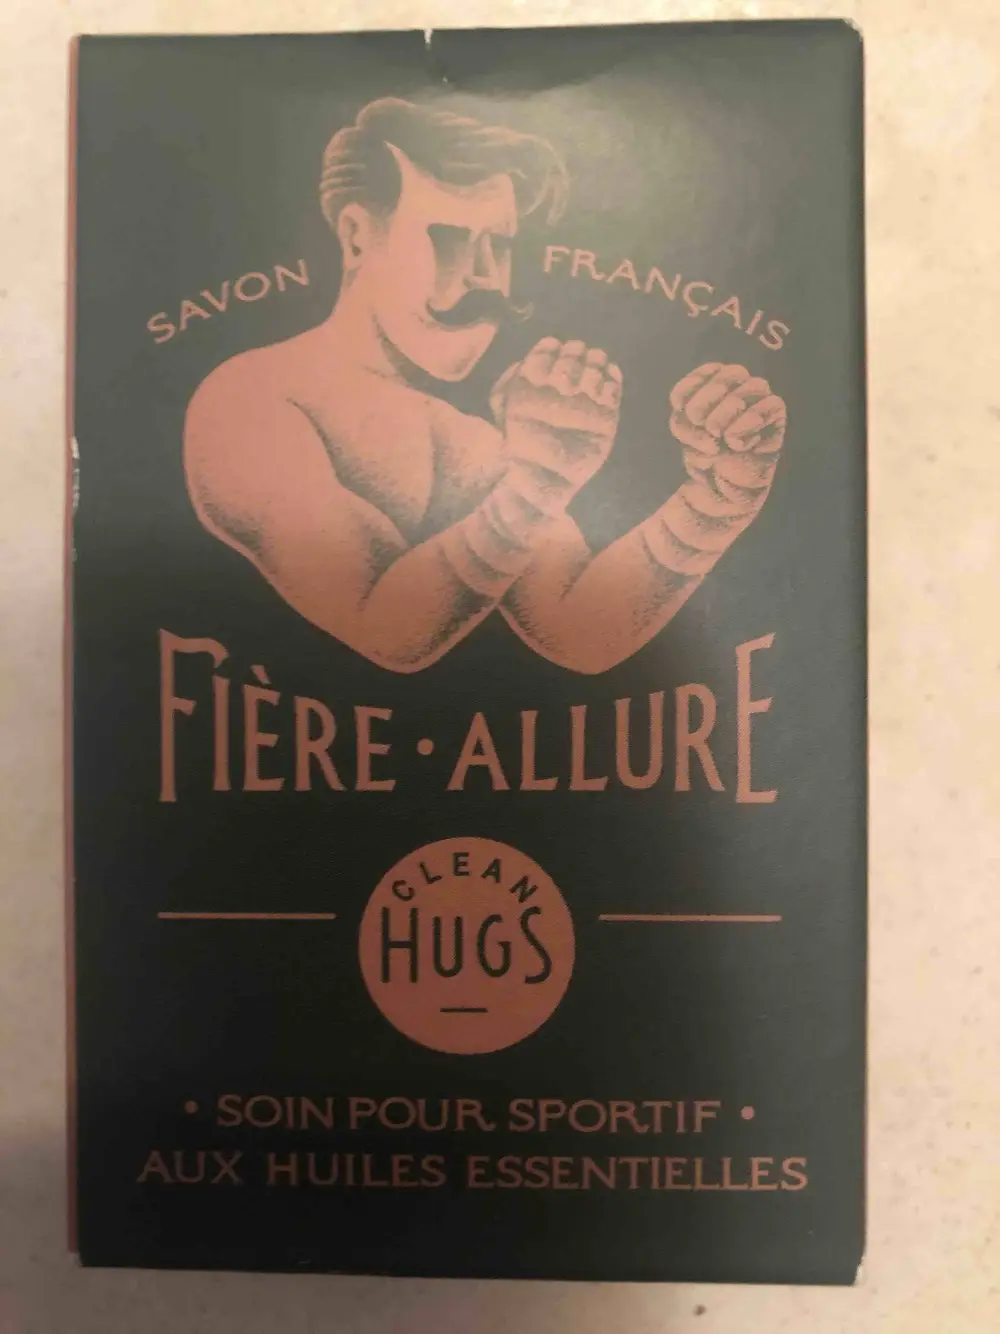 SAVON FRANÇAIS
FIÈRE · ALLURE
CLEAN
HUGS
• SOIN POUR SPORTIF •
AUX HUILES ESSENTIELLES